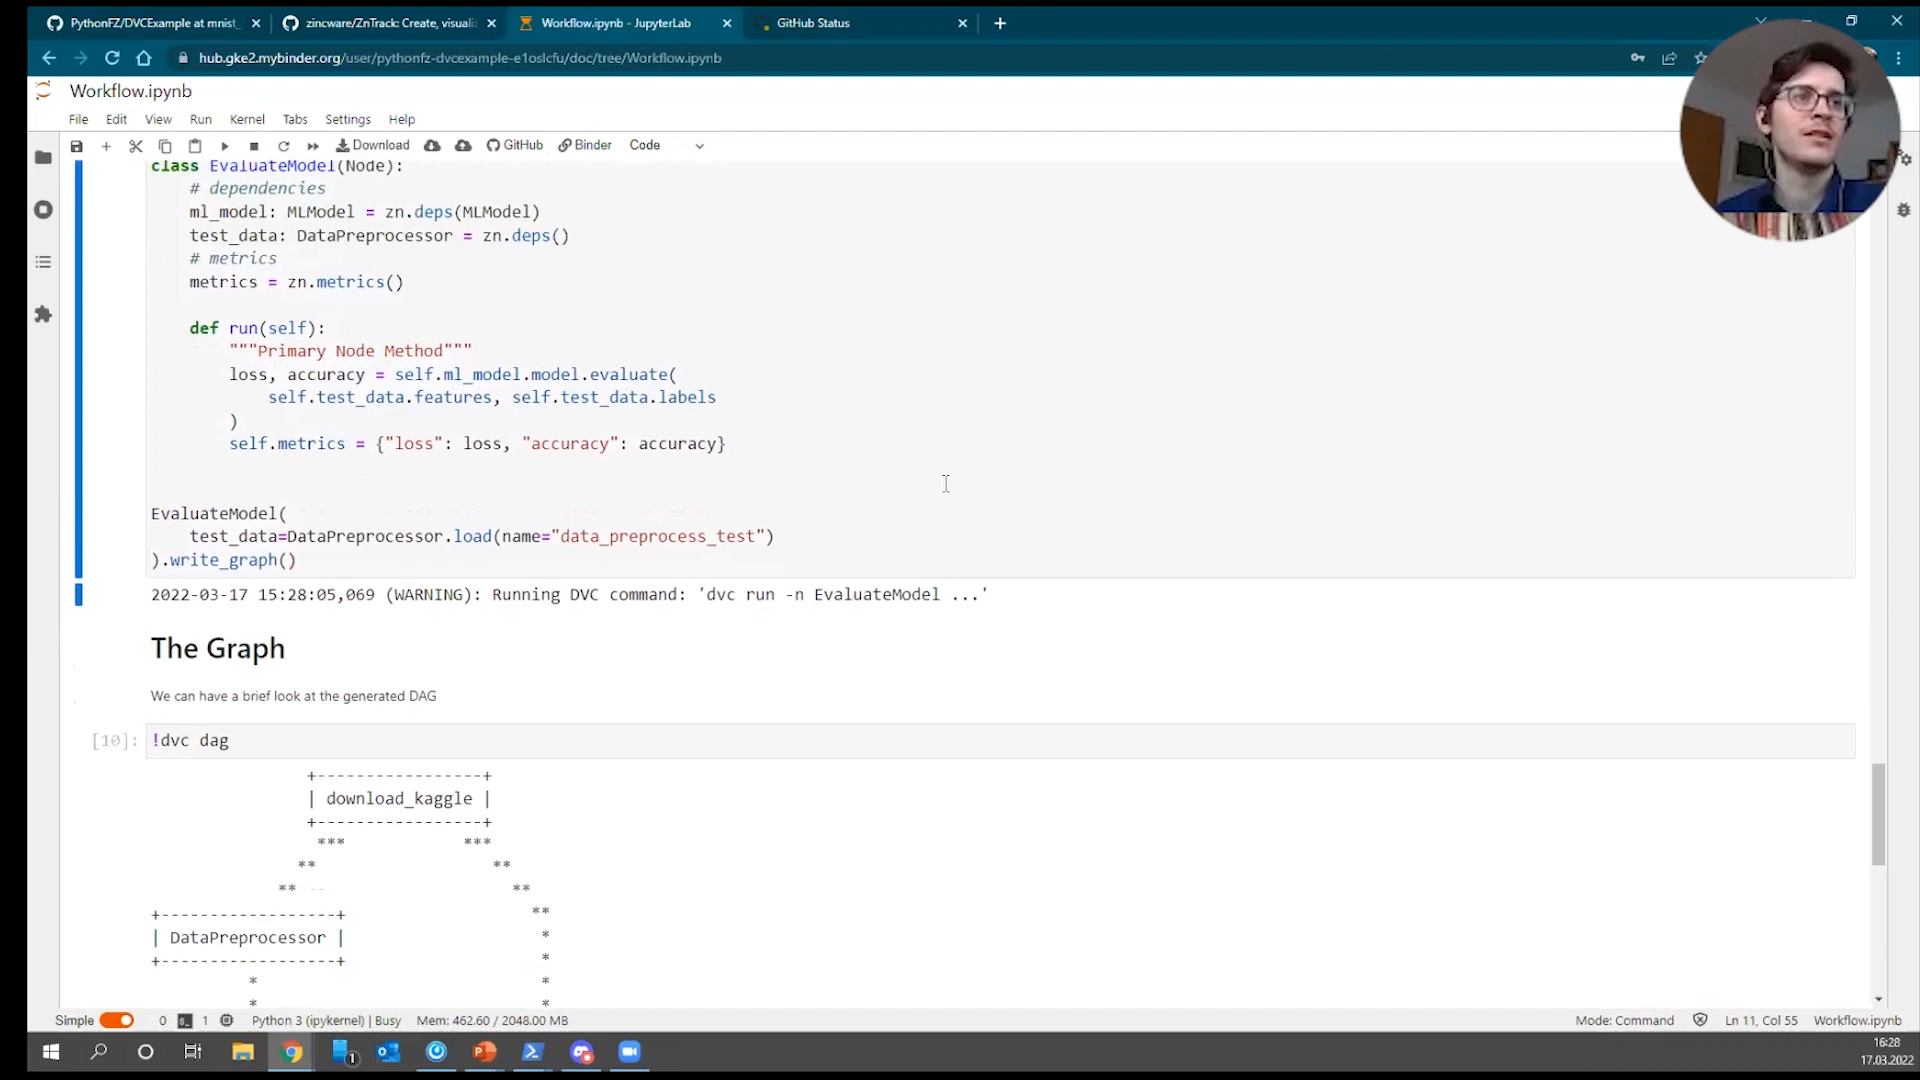 PythonFZ/DVCExample at mnist_
zincware/ZnTrack: Create, visuali
Workflow.ipynb - JupyterLab
GitHub Status
hub.gke2.mybinder.org/user/pythonfz-dvcexample-e1oslcfu/doc/tree/Workflow.ipynb
Workflow.ipynb
File Edit View Run Kernel Tabs Settings Help
Download GitHub Binder Code
class EvaluateModel(Node):
# dependencies
ml_model: MLModel = zn.deps(MLModel)
test_data: DataPreprocessor = zn.deps()
# metrics
metrics = zn.metrics()
def run(self):
"""Primary Node Method"""
loss, accuracy = self.ml_model.model.evaluate(
self.test_data.features, self.test_data.labels
)
self.metrics = {"loss": loss, "accuracy": accuracy}
EvaluateModel(
test_data=DataPreprocessor.load(name="data_preprocess_test")
).write_graph()
2022-03-17 15:28:05,069 (WARNING): Running DVC command: 'dvc run -n EvaluateModel ...'
The Graph
We can have a brief look at the generated DAG
[10]: !dvc dag
+-----------------+
| download_kaggle |
+-----------------+
*** ***
** **
** **
**
+------------------+
| DataPreprocessor |
+------------------+
*
*
*
* *
* *
Simple 0 1 Python 3 (ipykernel) | Busy Mem: 462.60 / 2048.00 MB Mode: Command Ln 11, Col 55 Workflow.ipynb
1
16:28
17.03.2022